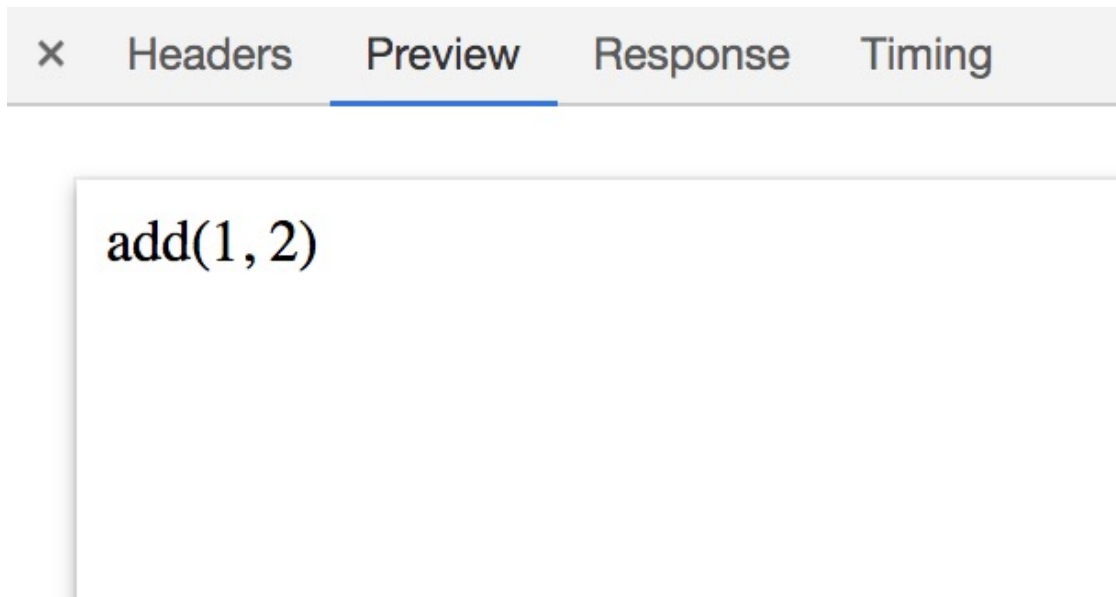 × Headers Preview Response Timing
add(1, 2)